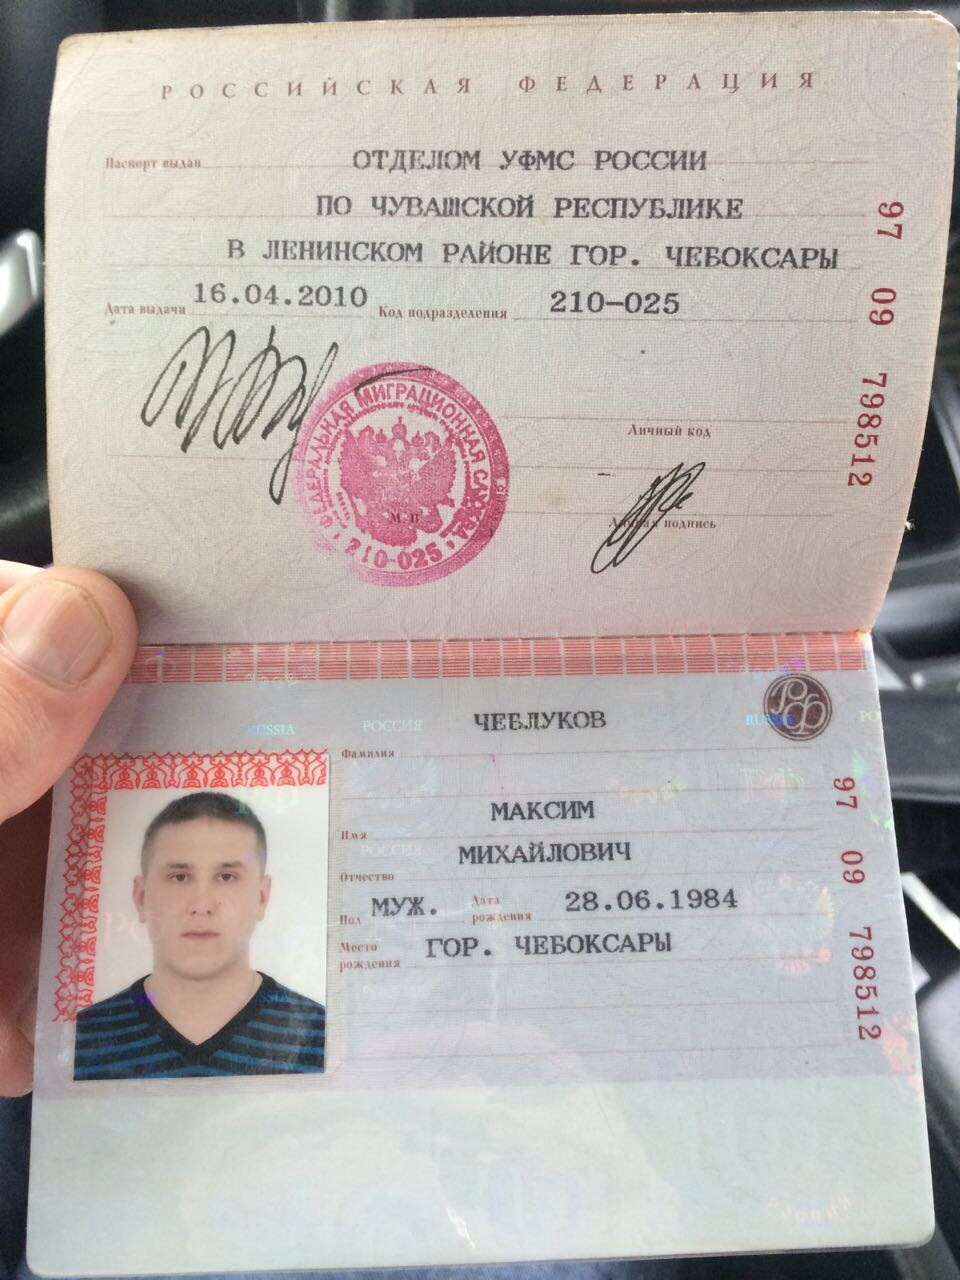 РОССИЙСКАЯ ФЕДЕРАЦИЯ
Паспорт выдан ОТДЕЛОМ УФМС РОССИИ
ПО ЧУВАШСКОЙ РЕСПУБЛИКЕ
В ЛЕНИНСКОМ РАЙОНЕ ГОР. ЧЕБОКСАРЫ
Дата выдачи 16.04.2010 Код подразделения 210-025
97 09 798512
Личный код
Личная подпись
ФЕДЕРАЛЬНАЯ МИГРАЦИОННАЯ СЛУЖБА
М.П.
210-025
RUSSIA РОССИЯ ЧЕБЛУКОВ RUSSIA РФ
Фамилия
МАКСИМ
Имя
РОССИЯ
МИХАЙЛОВИЧ
Отчество
Пол МУЖ. Дата рождения 28.06.1984
Место рождения ГОР. ЧЕБОКСАРЫ
97 09 798512